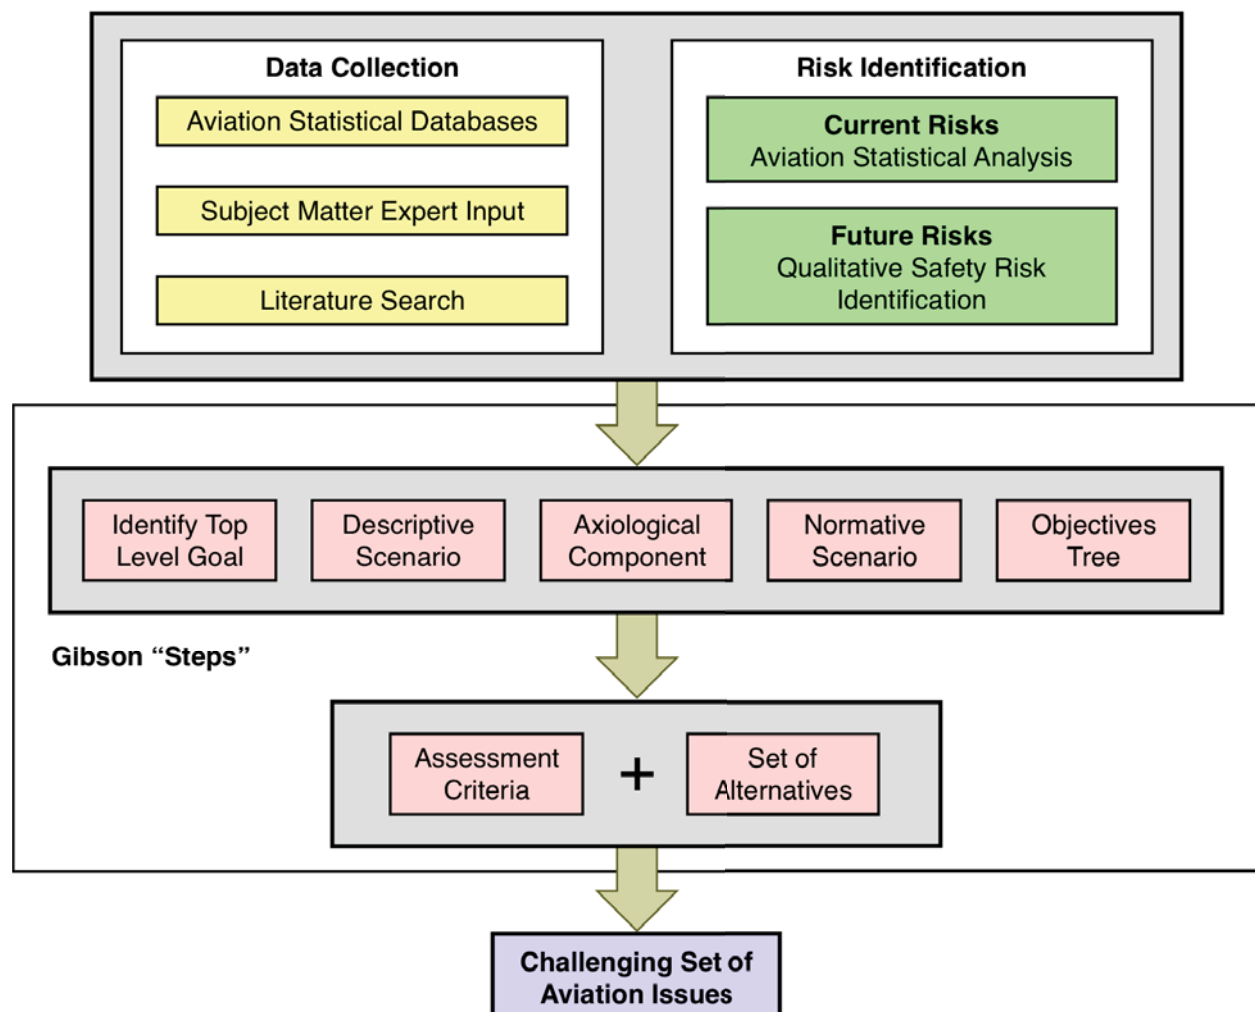 Data Collection
Aviation Statistical Databases
Subject Matter Expert Input
Literature Search
Risk Identification
Current Risks
Aviation Statistical Analysis
Future Risks
Qualitative Safety Risk
Identification
Identify Top
Level Goal
Descriptive
Scenario
Axiological
Component
Normative
Scenario
Objectives
Tree
Gibson “Steps”
Assessment
Criteria
+
Set of
Alternatives
Challenging Set of
Aviation Issues